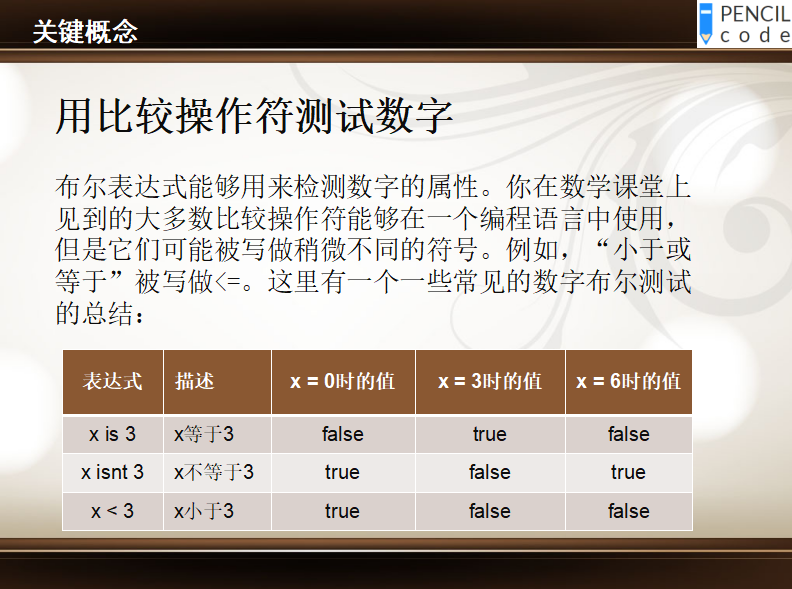 关键概念
PENCIL
code
用比较操作符测试数字
布尔表达式能够用来检测数字的属性。你在数学课堂上
见到的大多数比较操作符能够在一个编程语言中使用，
但是它们可能被写做稍微不同的符号。例如，“小于或
等于”被写做<=。这里有一个一些常见的数字布尔测试
的总结：
表达式 描述 x = 0时的值 x = 3时的值 x = 6时的值
x is 3 x等于3 false true false
x isnt 3 x不等于3 true false true
x < 3 x小于3 true false false